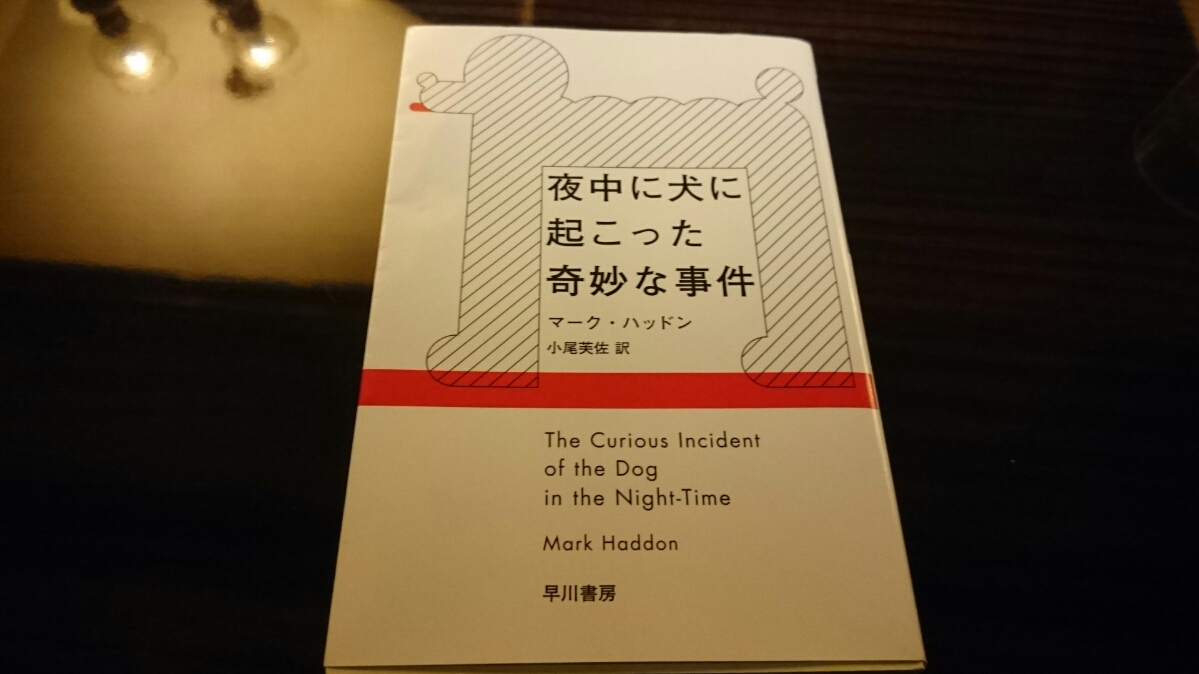 夜中に犬に
起こった
奇妙な事件
マーク・ハッドン
小尾芙佐 訳
The Curious Incident
of the Dog
in the Night-Time
Mark Haddon
早川書房